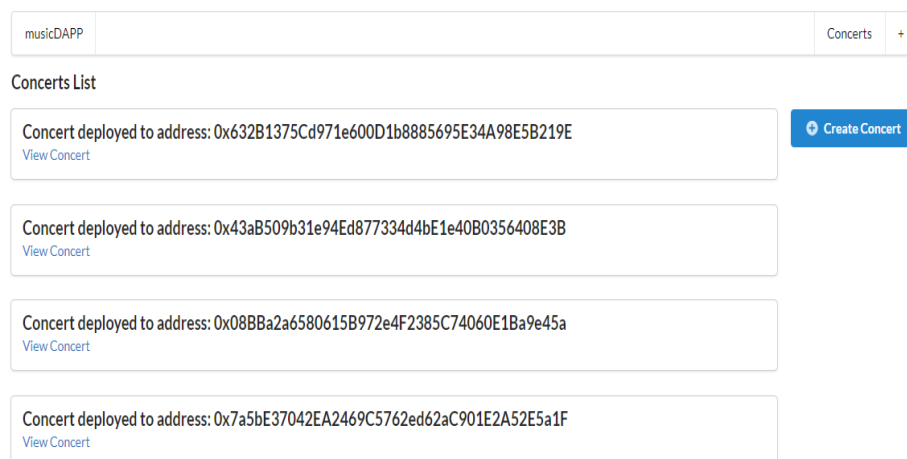 musicDAPP Concerts +
Concerts List
Concert deployed to address: 0x632B1375Cd971e600D1b8885695E34A98E5B219E
View Concert
Create Concert
Concert deployed to address: 0x43aB509b31e94Ed877334d4bE1e40B0356408E3B
View Concert
Concert deployed to address: 0x08BBa2a6580615B972e4F2385C74060E1Ba9e45a
View Concert
Concert deployed to address: 0x7a5bE37042EA2469C5762ed62aC901E2A52E5a1F
View Concert